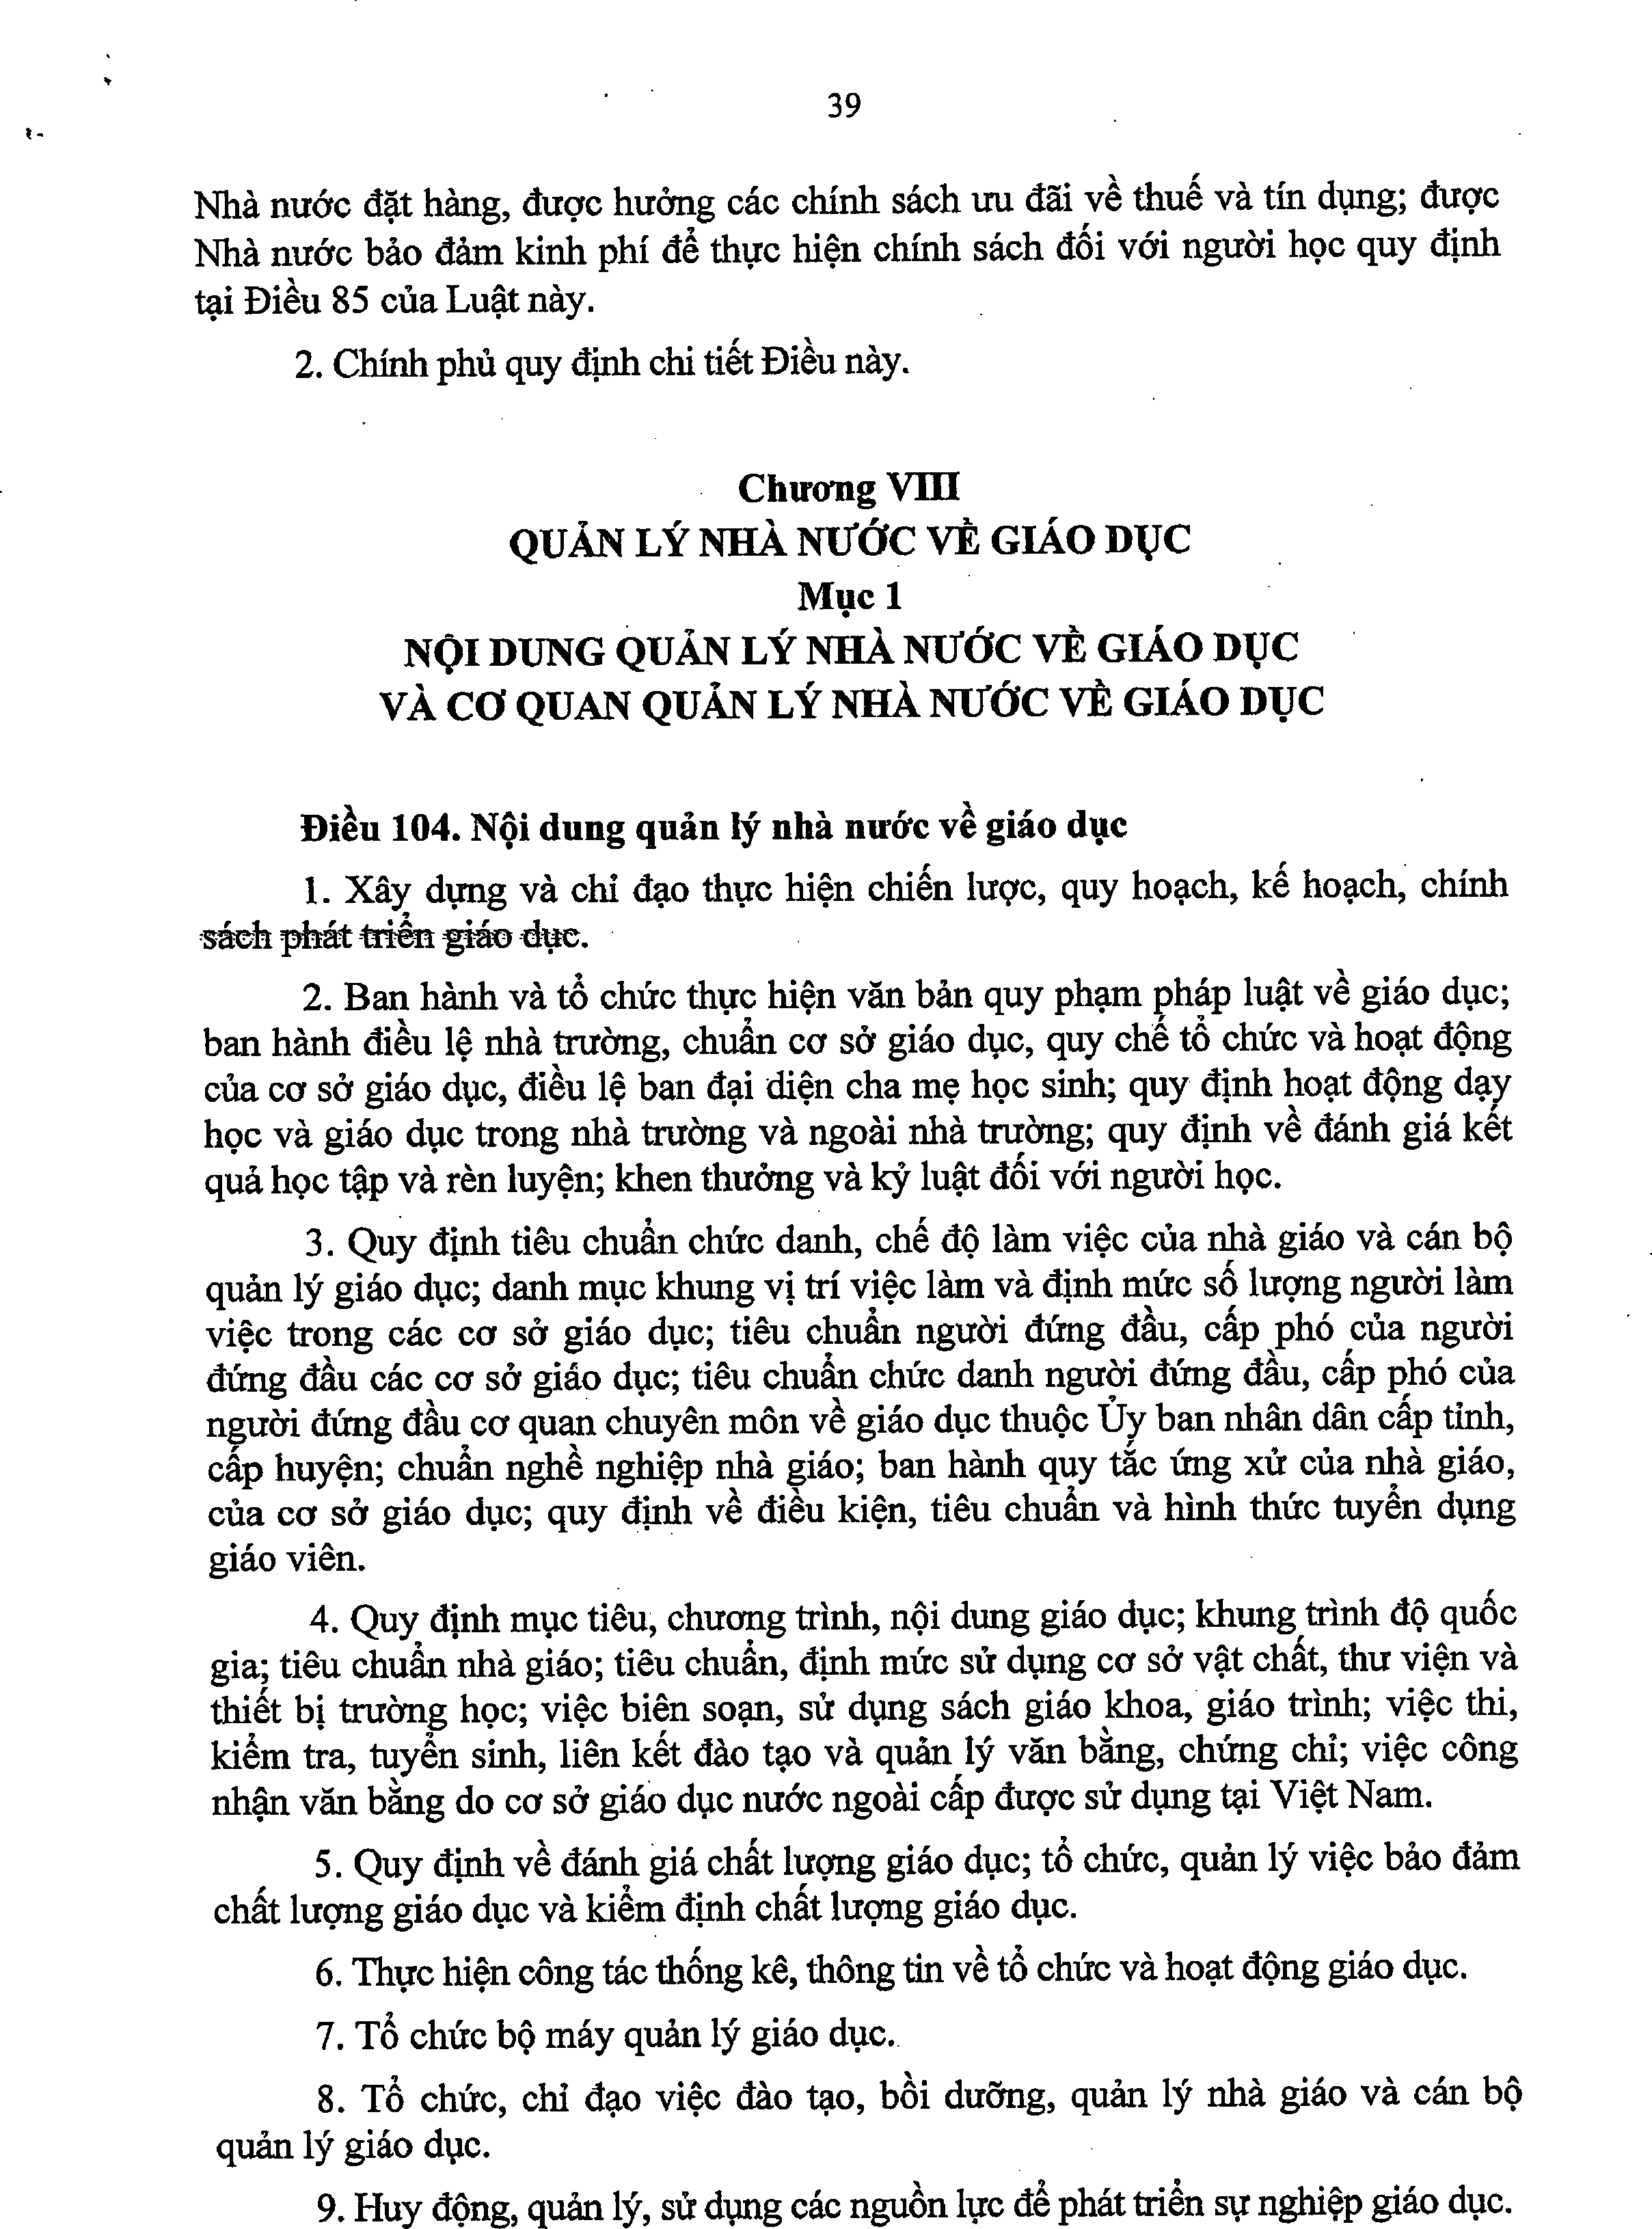 39
Nhà nước đặt hàng, được hưởng các chính sách ưu đãi về thuế và tín dụng; được
Nhà nước bảo đảm kinh phí để thực hiện chính sách đối với người học quy định
tại Điều 85 của Luật này.
2. Chính phủ quy định chi tiết Điều này.
Chương VIII
QUẢN LÝ NHÀ NƯỚC VỀ GIÁO DỤC
Mục 1
NỘI DUNG QUẢN LÝ NHÀ NƯỚC VỀ GIÁO DỤC
VÀ CƠ QUAN QUẢN LÝ NHÀ NƯỚC VỀ GIÁO DỤC
Điều 104. Nội dung quản lý nhà nước về giáo dục
1. Xây dựng và chỉ đạo thực hiện chiến lược, quy hoạch, kế hoạch, chính
sách phát triển giáo dục.
2. Ban hành và tổ chức thực hiện văn bản quy phạm pháp luật về giáo dục;
ban hành điều lệ nhà trường, chuẩn cơ sở giáo dục, quy chế tổ chức và hoạt động
của cơ sở giáo dục, điều lệ ban đại diện cha mẹ học sinh; quy định hoạt động dạy
học và giáo dục trong nhà trường và ngoài nhà trường; quy định về đánh giá kết
quả học tập và rèn luyện; khen thưởng và kỷ luật đối với người học.
3. Quy định tiêu chuẩn chức danh, chế độ làm việc của nhà giáo và cán bộ
quản lý giáo dục; danh mục khung vị trí việc làm và định mức số lượng người làm
việc trong các cơ sở giáo dục; tiêu chuẩn người đứng đầu, cấp phó của người
đứng đầu các cơ sở giáo dục; tiêu chuẩn chức danh người đứng đầu, cấp phó của
người đứng đầu cơ quan chuyên môn về giáo dục thuộc Ủy ban nhân dân cấp tỉnh,
cấp huyện; chuẩn nghề nghiệp nhà giáo; ban hành quy tắc ứng xử của nhà giáo,
của cơ sở giáo dục; quy định về điều kiện, tiêu chuẩn và hình thức tuyển dụng
giáo viên.
4. Quy định mục tiêu, chương trình, nội dung giáo dục; khung trình độ quốc
gia; tiêu chuẩn nhà giáo; tiêu chuẩn, định mức sử dụng cơ sở vật chất, thư viện và
thiết bị trường học; việc biên soạn, sử dụng sách giáo khoa, giáo trình; việc thi,
kiểm tra, tuyển sinh, liên kết đào tạo và quản lý văn bằng, chứng chỉ; việc công
nhận văn bằng do cơ sở giáo dục nước ngoài cấp được sử dụng tại Việt Nam.
5. Quy định về đánh giá chất lượng giáo dục; tổ chức, quản lý việc bảo đảm
chất lượng giáo dục và kiểm định chất lượng giáo dục.
6. Thực hiện công tác thống kê, thông tin về tổ chức và hoạt động giáo dục.
7. Tổ chức bộ máy quản lý giáo dục.
8. Tổ chức, chỉ đạo việc đào tạo, bồi dưỡng, quản lý nhà giáo và cán bộ
quản lý giáo dục.
9. Huy động, quản lý, sử dụng các nguồn lực để phát triển sự nghiệp giáo dục.